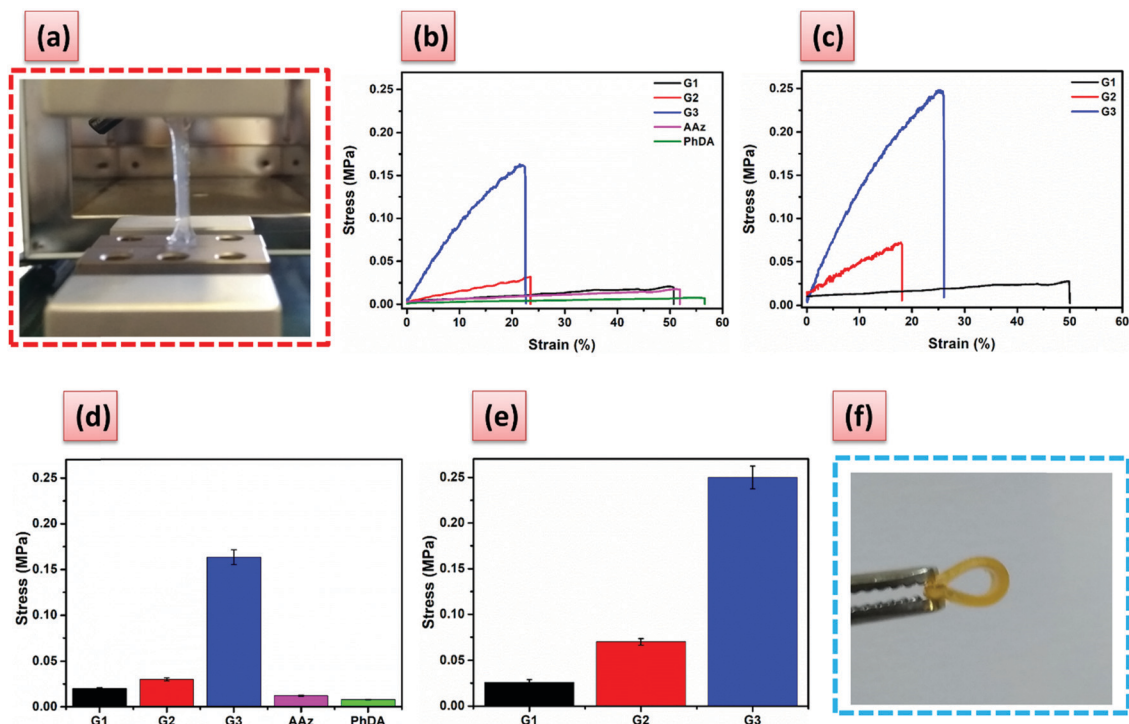 (a)
(b)
(c)
G1
G2
G3
AAz
PhDA
0.25
0.20
0.15
0.10
0.05
0.00
Stress (MPa)
0 10 20 30 40 50 60
Strain (%)
G1
G2
G3
0.25
0.20
0.15
0.10
0.05
0.00
Stress (MPa)
0 10 20 30 40 50 60
Strain (%)
(d)
(e)
(f)
0.25
0.20
0.15
0.10
0.05
0.00
Stress (MPa)
G1 G2 G3 AAz PhDA
0.25
0.20
0.15
0.10
0.05
0.00
Stress (MPa)
G1 G2 G3